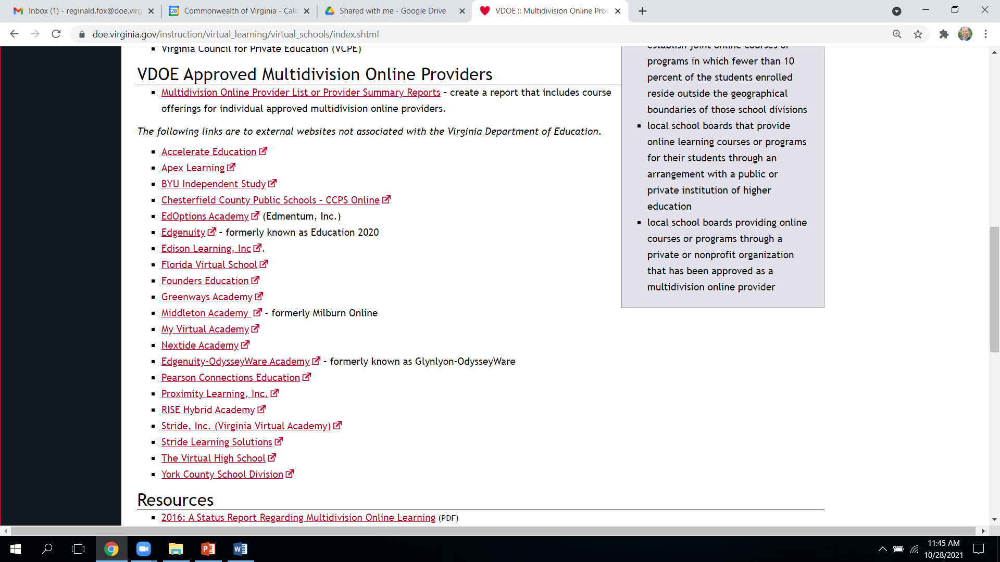 Inbox (1) - reginald.fox@doe.virg
28
Commonwealth of Virginia - Cale
Shared with me - Google Drive
VDOE :: Multidivision Online Prov
doe.virginia.gov/instruction/virtual_learning/virtual_schools/index.shtml
Virginia Council for Private Education (VCPE)
VDOE Approved Multidivision Online Providers
Multidivision Online Provider List or Provider Summary Reports - create a report that includes course
offerings for individual approved multidivision online providers.
The following links are to external websites not associated with the Virginia Department of Education.
Accelerate Education
Apex Learning
BYU Independent Study
Chesterfield County Public Schools - CCPS Online
EdOptions Academy (Edmentum, Inc.)
Edgenuity - formerly known as Education 2020
Edison Learning, Inc.
Florida Virtual School
Founders Education
Greenways Academy
Middleton Academy - formerly Milburn Online
My Virtual Academy
Nextide Academy
Edgenuity-OdysseyWare Academy - formerly known as Glynlyon-OdysseyWare
Pearson Connections Education
Proximity Learning, Inc.
RISE Hybrid Academy
Stride, Inc. (Virginia Virtual Academy)
Stride Learning Solutions
The Virtual High School
York County School Division
Resources
2016: A Status Report Regarding Multidivision Online Learning (PDF)
establish joint online courses or
programs in which fewer than 10
percent of the students enrolled
reside outside the geographical
boundaries of those school divisions
local school boards that provide
online learning courses or programs
for their students through an
arrangement with a public or
private institution of higher
education
local school boards providing online
courses or programs through a
private or nonprofit organization
that has been approved as a
multidivision online provider
P
W
11:45 AM
10/28/2021